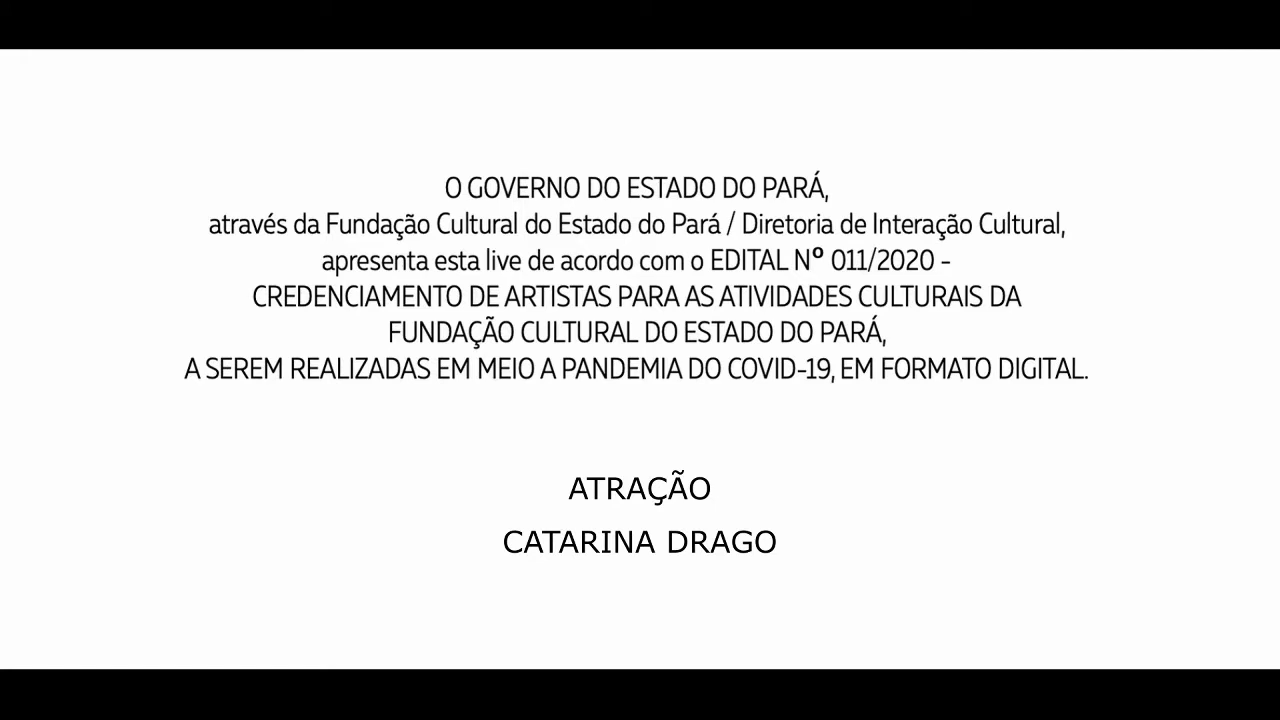 O GOVERNO DO ESTADO DO PARÁ,
através da Fundação Cultural do Estado do Pará / Diretoria de Interação Cultural,
apresenta esta live de acordo com o EDITAL Nº 011/2020 -
CREDENCIAMENTO DE ARTISTAS PARA AS ATIVIDADES CULTURAIS DA
FUNDAÇÃO CULTURAL DO ESTADO DO PARÁ,
A SEREM REALIZADAS EM MEIO A PANDEMIA DO COVID-19, EM FORMATO DIGITAL.
ATRAÇÃO
CATARINA DRAGO